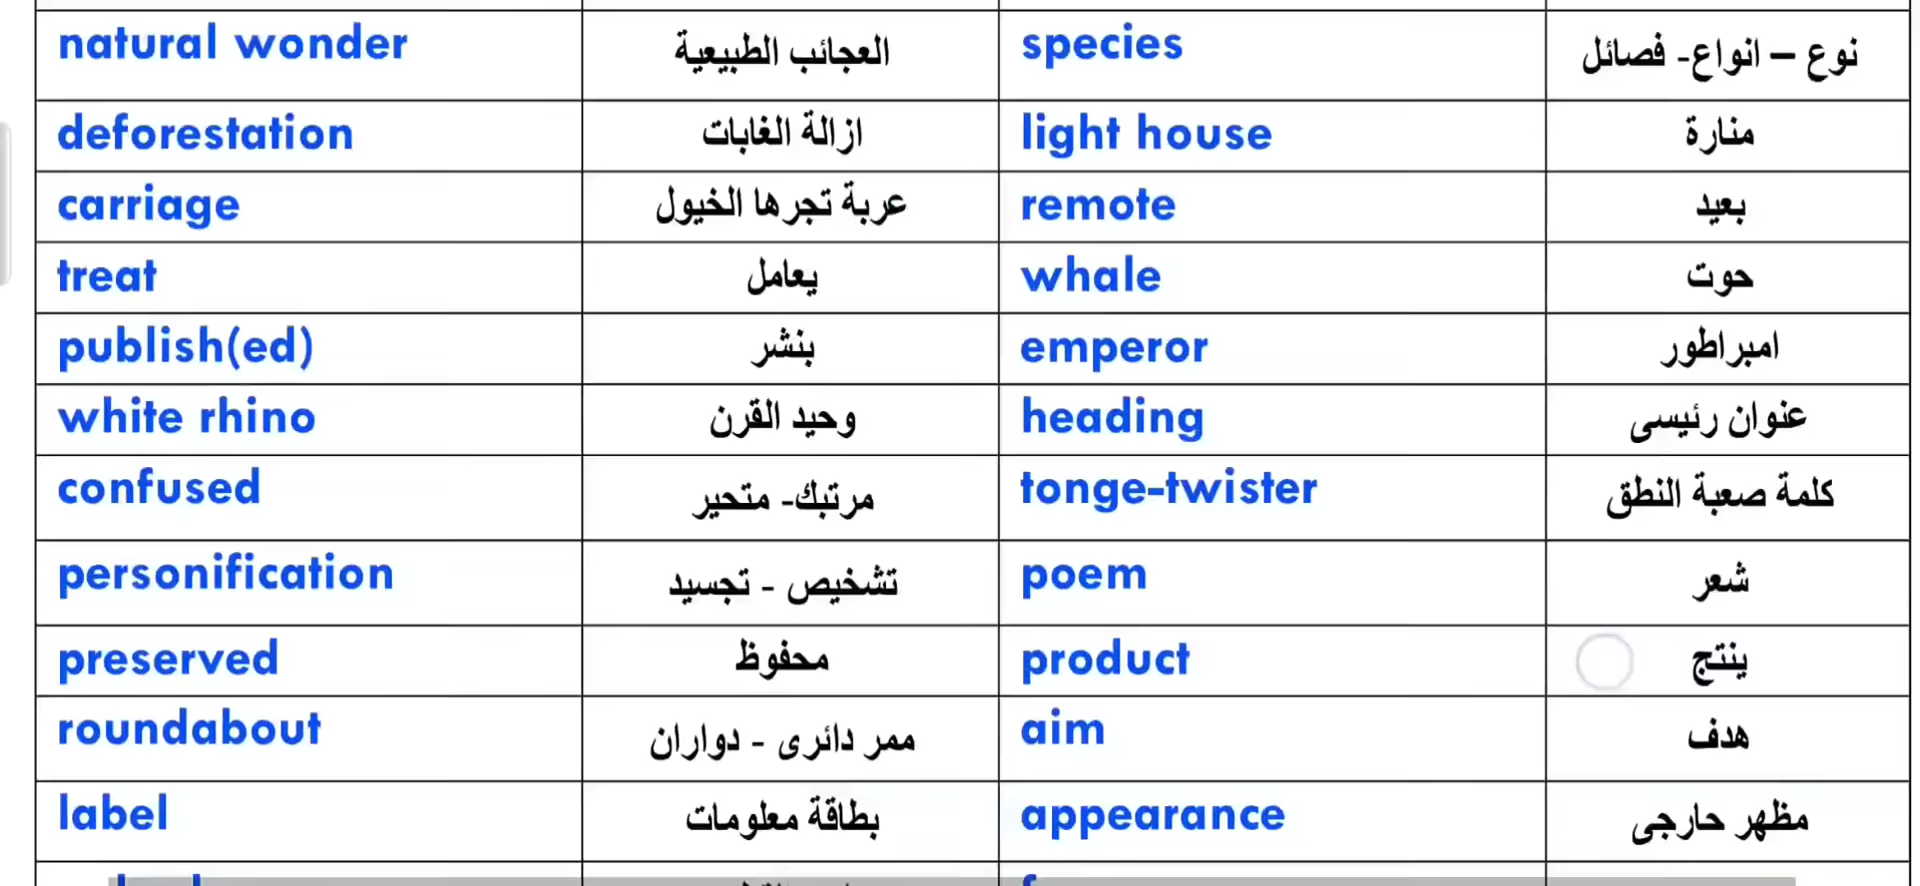 natural wonder العجائب الطبيعية species نوع – انواع- فصائل
deforestation ازالة الغابات light house منارة
carriage عربة تجرها الخيول remote بعيد
treat يعامل whale حوت
publish(ed) بنشر emperor امبراطور
white rhino وحيد القرن heading عنوان رئيسى
confused مرتبك- متحير tonge-twister كلمة صعبة النطق
personification تشخيص - تجسيد poem شعر
preserved محفوظ product ينتج
roundabout ممر دائرى - دواران aim هدف
label بطاقة معلومات appearance مظهر حارجى